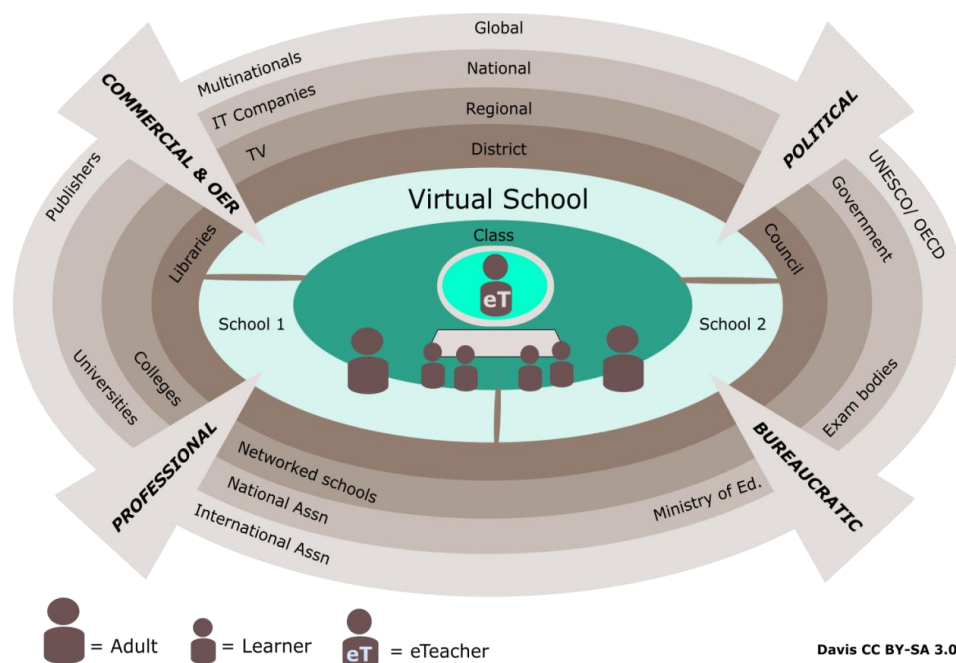 Global
Multinationals
National
IT Companies
Regional
TV
District
COMMERCIAL & OER
POLITICAL
Publishers
Libraries
UNESCO/ OECD
Government
Council
Virtual School
Class
eT
School 1
School 2
Universities
Colleges
Exam bodies
PROFESSIONAL
BUREAUCRATIC
Networked schools
National Assn
International Assn
Ministry of Ed.
= Adult
= Learner
eT
= eTeacher
Davis CC BY-SA 3.0